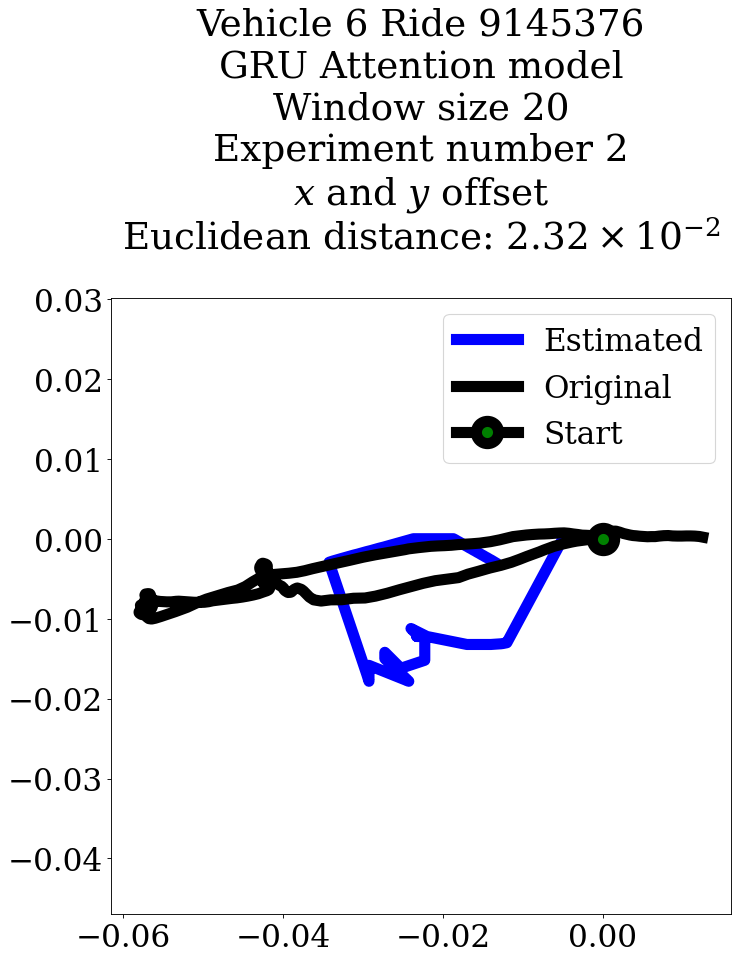 Vehicle 6 Ride 9145376
GRU Attention model
Window size 20
Experiment number 2
x and y offset
Euclidean distance: 2.32 × 10⁻²
0.03
0.02
0.01
0.00
−0.01
−0.02
−0.03
−0.04
Estimated
Original
Start
−0.06 −0.04 −0.02 0.00